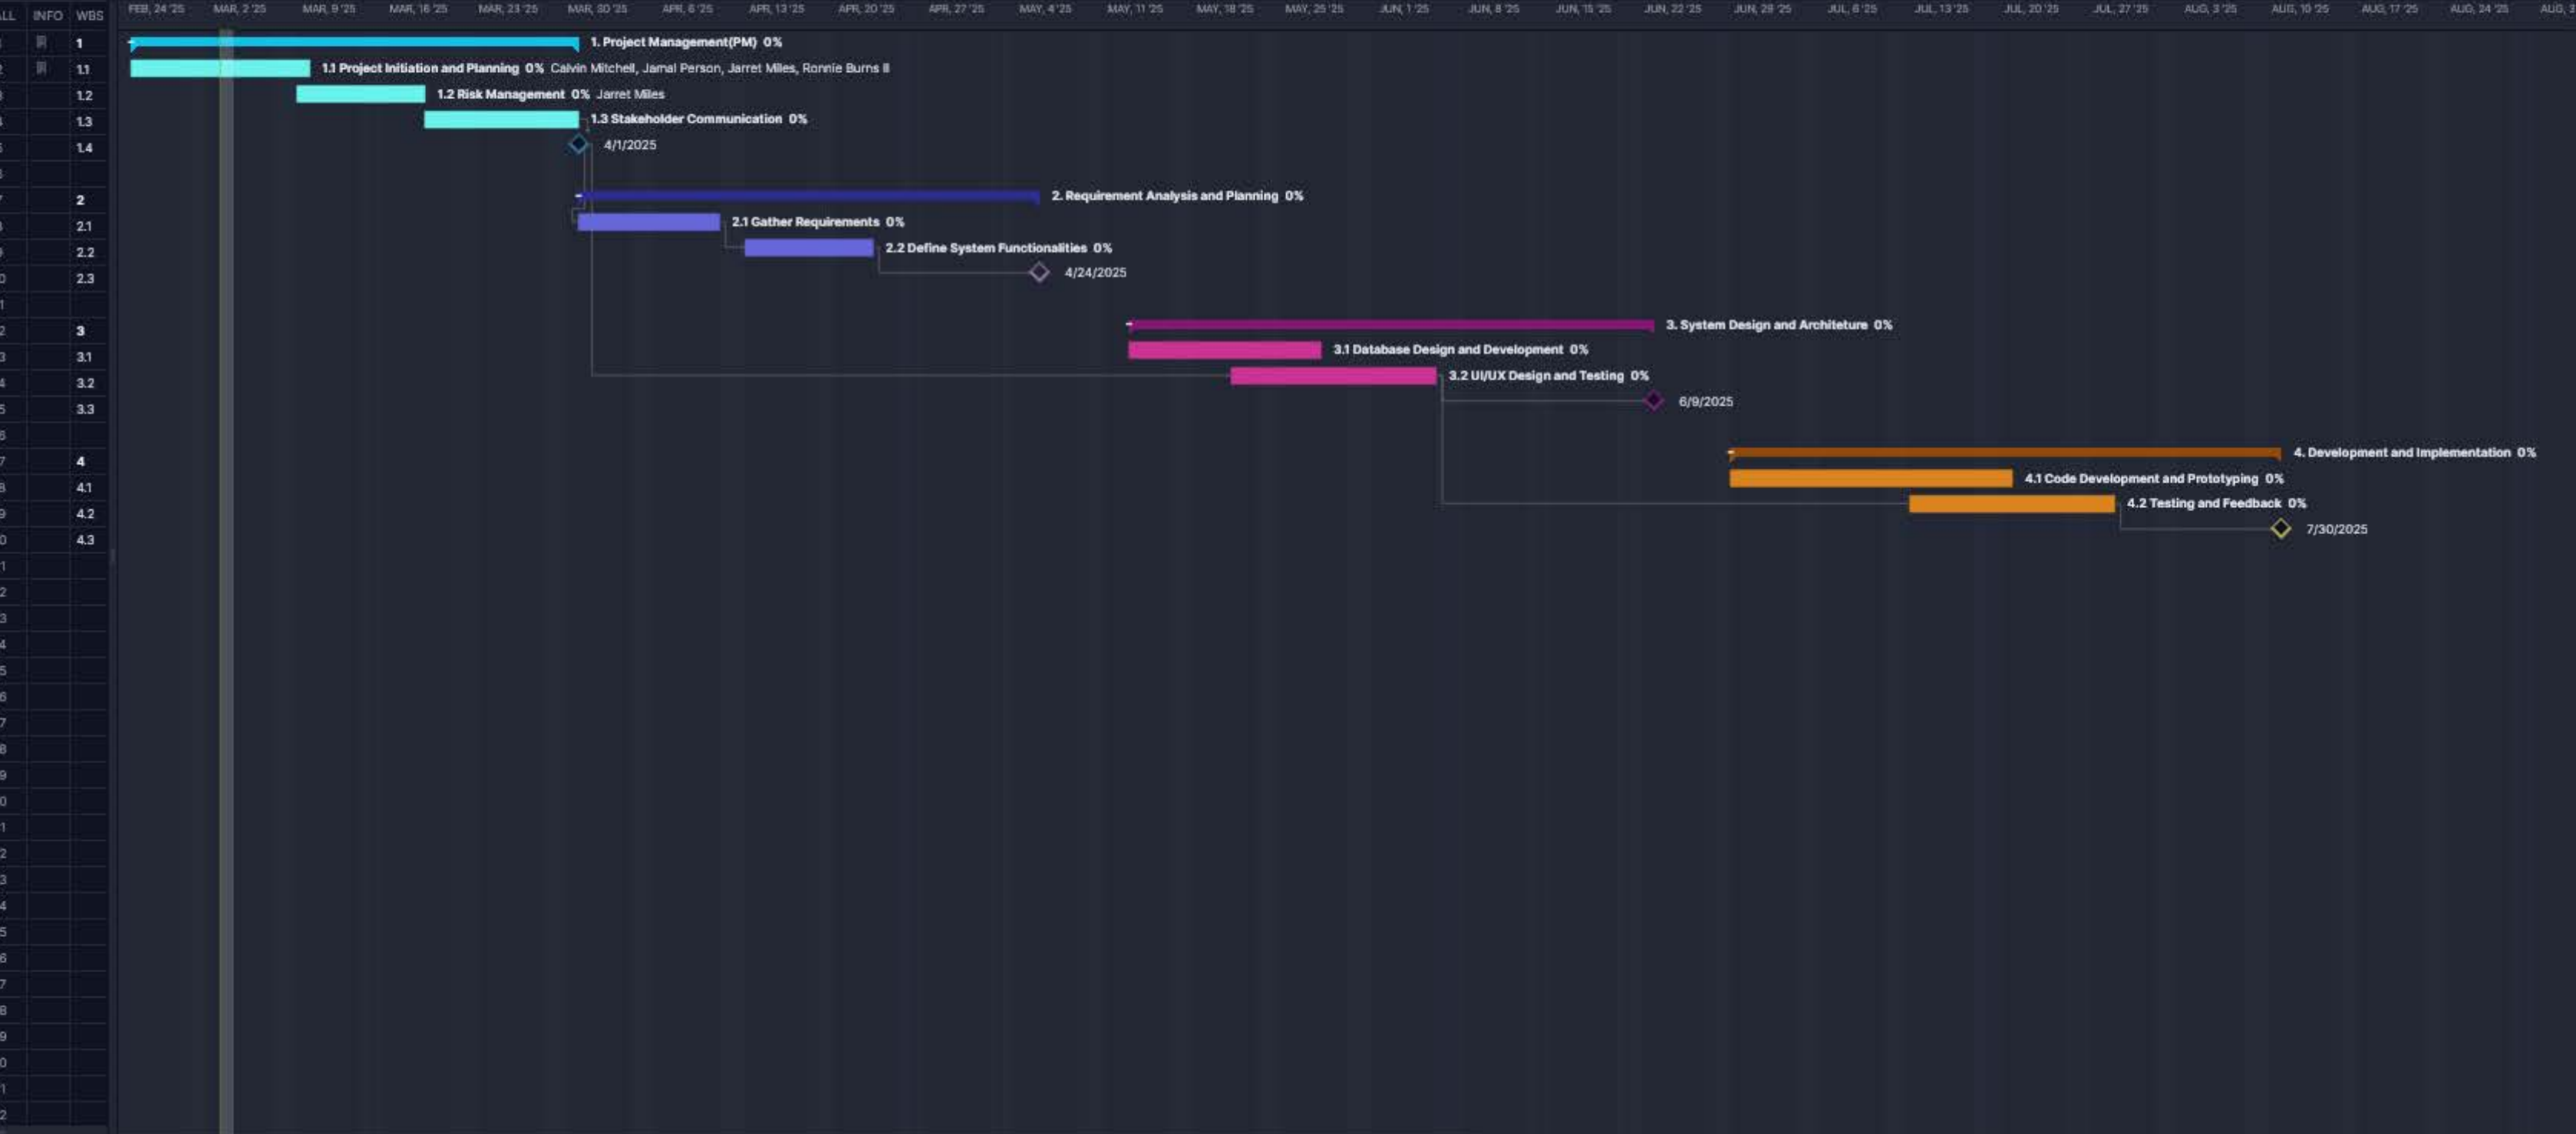 ALL INFO WBS FEB, 24 '25 MAR, 2 '25 MAR, 9 '25 MAR, 16 '25 MAR, 23 '25 MAR, 30 '25 APR, 6 '25 APR, 13 '25 APR, 20 '25 APR, 27 '25 MAY, 4 '25 MAY, 11 '25 MAY, 18 '25 MAY, 25 '25 JUN, 1 '25 JUN, 8 '25 JUN, 15 '25 JUN, 22 '25 JUN, 29 '25 JUL, 6 '25 JUL, 13 '25 JUL, 20 '25 JUL, 27 '25 AUG, 3 '25 AUG, 10 '25 AUG, 17 '25 AUG, 24 '25 AUG,
1 1. Project Management(PM) 0%
1.1 1.1 Project Initiation and Planning 0% Calvin Mitchell, Jamal Person, Jarret Miles, Ronnie Burns II
1.2 1.2 Risk Management 0% Jarret Miles
1.3 1.3 Stakeholder Communication 0%
1.4 4/1/2025
2 2. Requirement Analysis and Planning 0%
2.1 2.1 Gather Requirements 0%
2.2 2.2 Define System Functionalities 0%
2.3 4/24/2025
3 3. System Design and Architeture 0%
3.1 3.1 Database Design and Development 0%
3.2 3.2 UI/UX Design and Testing 0%
3.3 6/9/2025
4 4. Development and Implementation 0%
4.1 4.1 Code Development and Prototyping 0%
4.2 4.2 Testing and Feedback 0%
4.3 7/30/2025